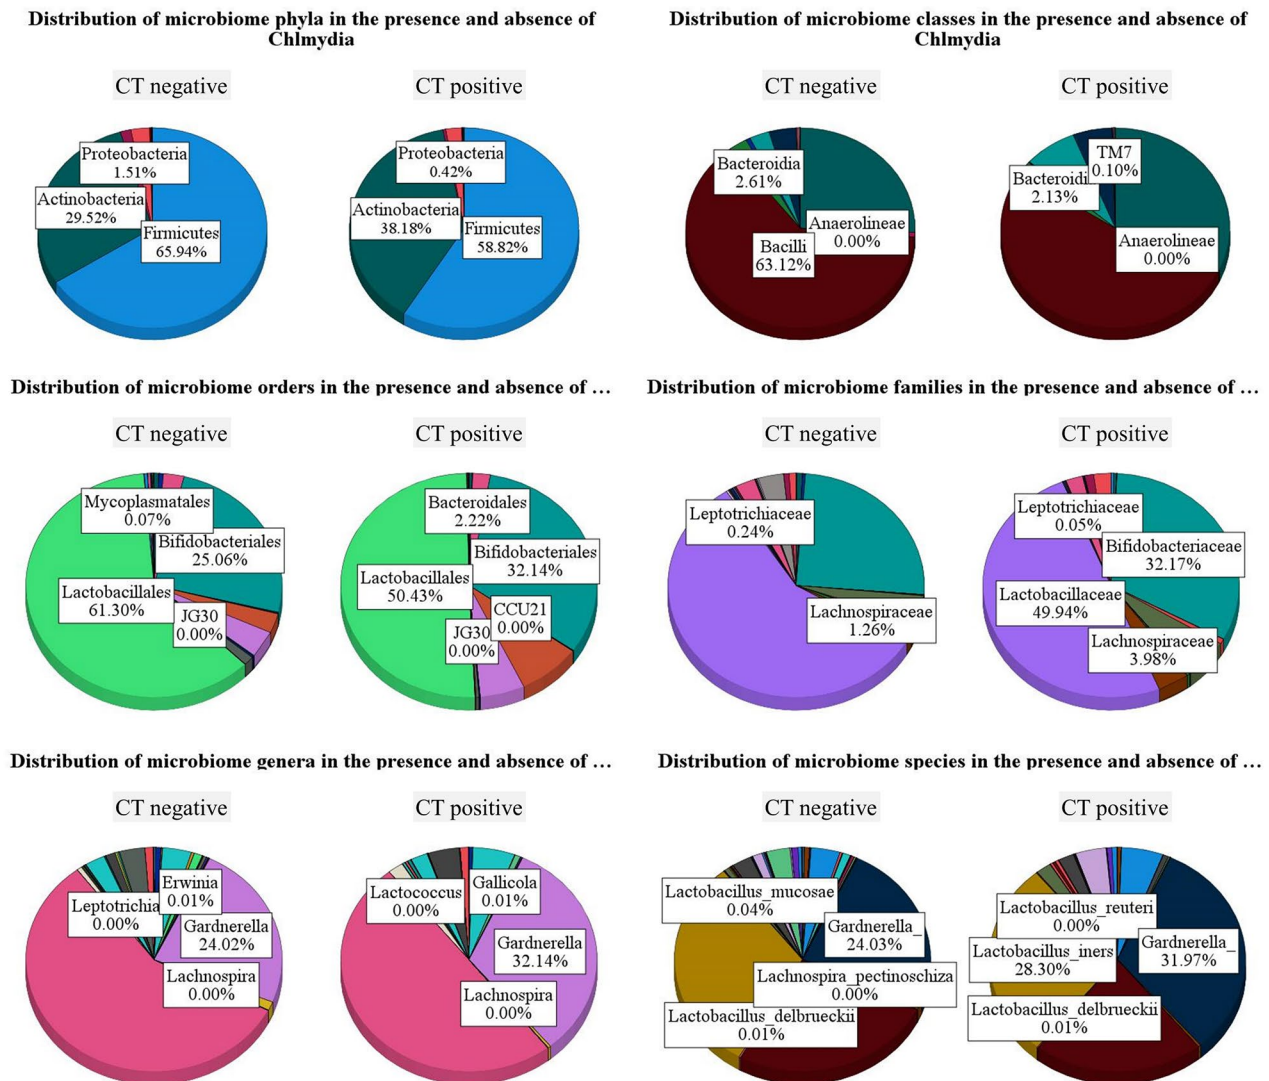 Distribution of microbiome phyla in the presence and absence of
Chlmydia
CT negative
CT positive
Proteobacteria
1.51%
Actinobacteria
29.52%
Firmicutes
65.94%
Proteobacteria
0.42%
Actinobacteria
38.18%
Firmicutes
58.82%
Distribution of microbiome classes in the presence and absence of
Chlmydia
CT negative
CT positive
Bacteroidia
2.61%
Anaerolineae
0.00%
Bacilli
63.12%
TM7
0.10%
Bacteroidi
2.13%
Anaerolineae
0.00%
Distribution of microbiome orders in the presence and absence of …
CT negative
CT positive
Mycoplasmatales
0.07%
Bifidobacteriales
25.06%
Lactobacillales
61.30%
JG30
0.00%
Bacteroidales
2.22%
Bifidobacteriales
32.14%
Lactobacillales
50.43%
CCU21
0.00%
JG30
0.00%
Distribution of microbiome families in the presence and absence of …
CT negative
CT positive
Leptotrichiaceae
0.24%
Lachnospiraceae
1.26%
Leptotrichiaceae
0.05%
Bifidobacteriaceae
32.17%
Lactobacillaceae
49.94%
Lachnospiraceae
3.98%
Distribution of microbiome genera in the presence and absence of …
CT negative
CT positive
Erwinia
0.01%
Leptotrichia
0.00%
Gardnerella
24.02%
Lachnospira
0.00%
Lactococcus
0.00%
Gallicola
0.01%
Gardnerella
32.14%
Lachnospira
0.00%
Distribution of microbiome species in the presence and absence of …
CT negative
CT positive
Lactobacillus_mucosae
0.04%
Gardnerella_
24.03%
Lachnospira_pectinoschiza
0.00%
Lactobacillus_delbrueckii
0.01%
Lactobacillus_reuteri
0.00%
Gardnerella_
31.97%
Lactobacillus_iners
28.30%
Lactobacillus_delbrueckii
0.01%